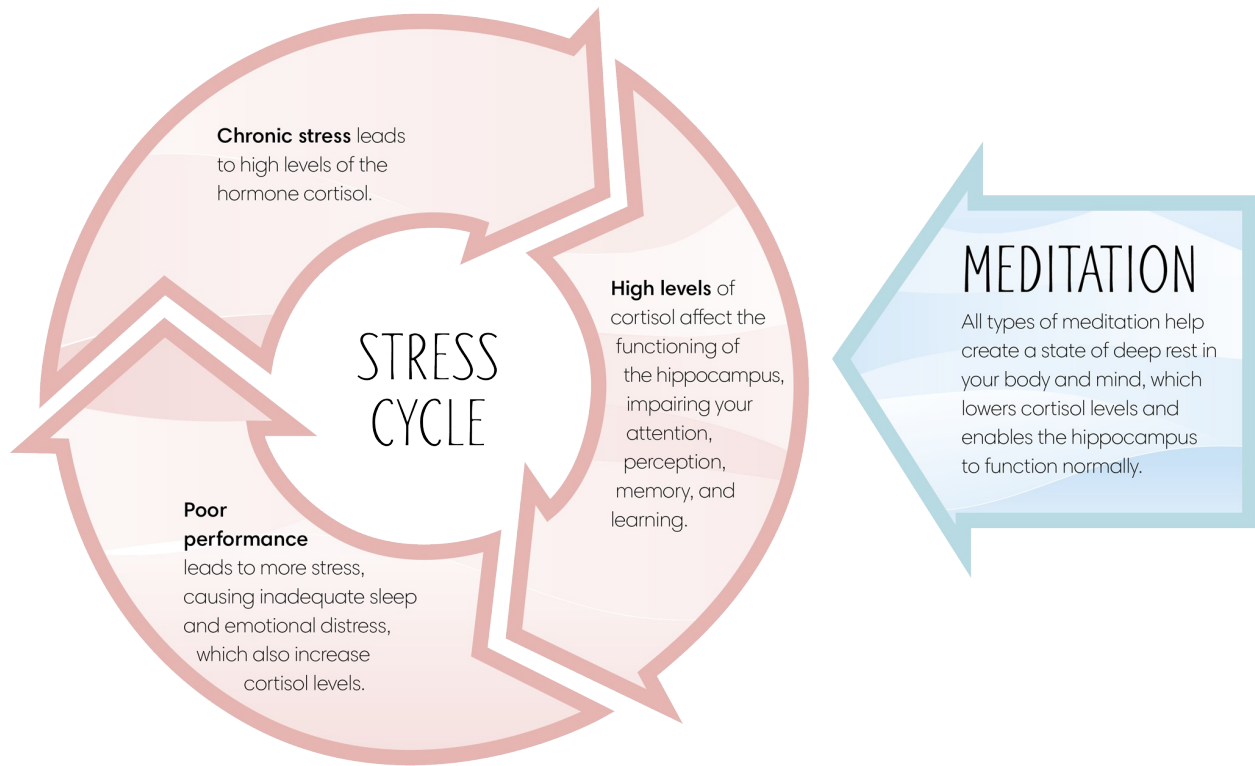 Chronic stress leads
to high levels of the
hormone cortisol.
High levels of
cortisol affect the
functioning of
the hippocampus,
impairing your
attention,
perception,
memory, and
learning.
Poor
performance
leads to more stress,
causing inadequate sleep
and emotional distress,
which also increase
cortisol levels.
STRESS
CYCLE
MEDITATION
All types of meditation help
create a state of deep rest in
your body and mind, which
lowers cortisol levels and
enables the hippocampus
to function normally.